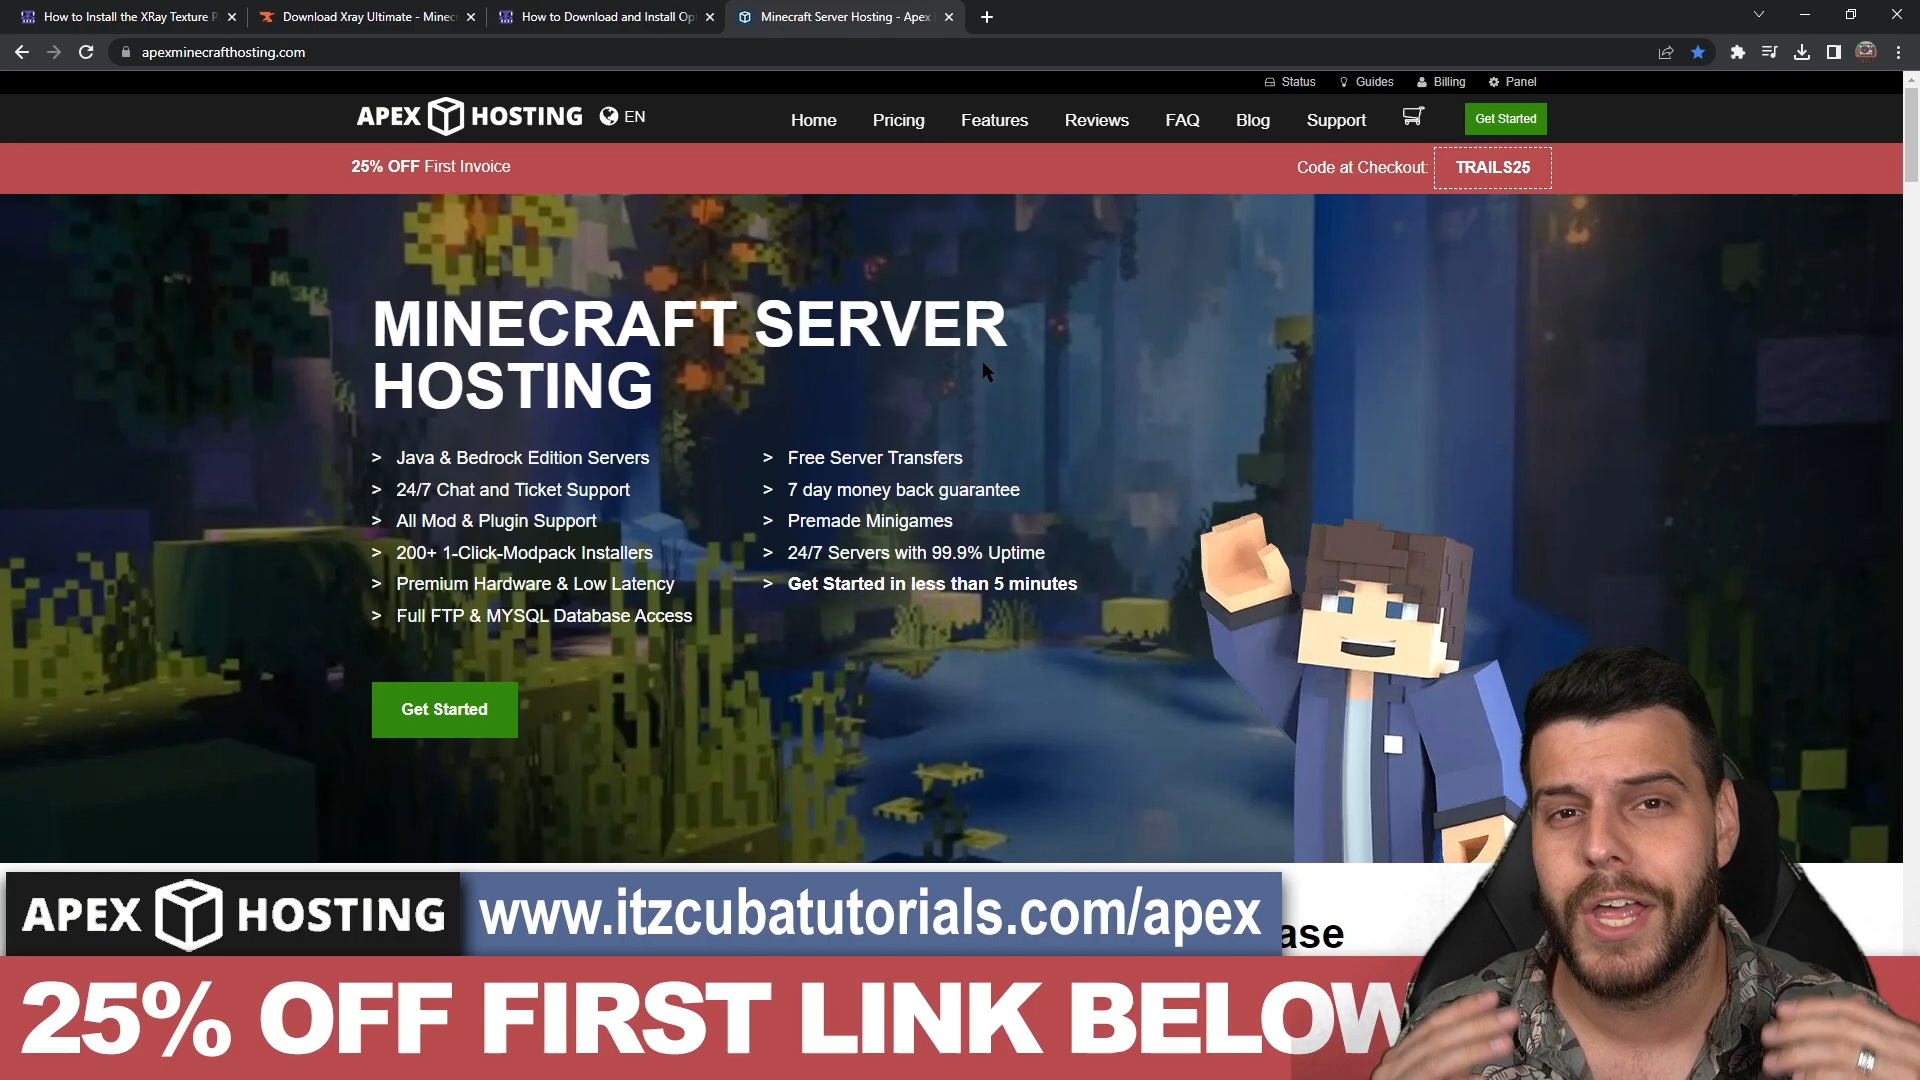 How to Install the XRay Texture P
Download Xray Ultimate - Minec
How to Download and Install Op
Minecraft Server Hosting - Apex
apexminecrafthosting.com
Status
Guides
Billing
Panel
APEX HOSTING
EN
Home
Pricing
Features
Reviews
FAQ
Blog
Support
Get Started
25% OFF First Invoice
Code at Checkout: TRAILS25
MINECRAFT SERVER
HOSTING
> Java & Bedrock Edition Servers
> 24/7 Chat and Ticket Support
> All Mod & Plugin Support
> 200+ 1-Click-Modpack Installers
> Premium Hardware & Low Latency
> Full FTP & MYSQL Database Access
> Free Server Transfers
> 7 day money back guarantee
> Premade Minigames
> 24/7 Servers with 99.9% Uptime
> Get Started in less than 5 minutes
Get Started
APEX HOSTING
www.itzcubatutorials.com/apex
ase
25% OFF FIRST LINK BELOW